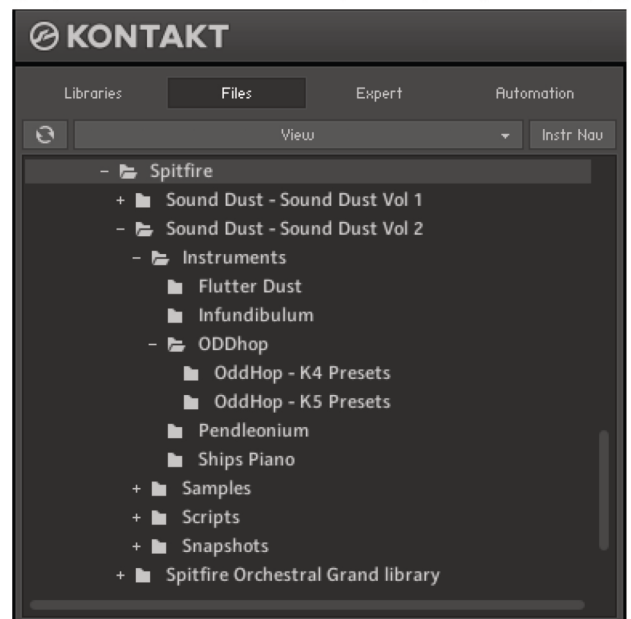 KONTAKT
Libraries Files Expert Automation
View Instr Nav
- Spitfire
+ Sound Dust - Sound Dust Vol 1
- Sound Dust - Sound Dust Vol 2
- Instruments
Flutter Dust
Infundibulum
- ODDhop
OddHop - K4 Presets
OddHop - K5 Presets
Pendleonium
Ships Piano
+ Samples
+ Scripts
+ Snapshots
+ Spitfire Orchestral Grand library